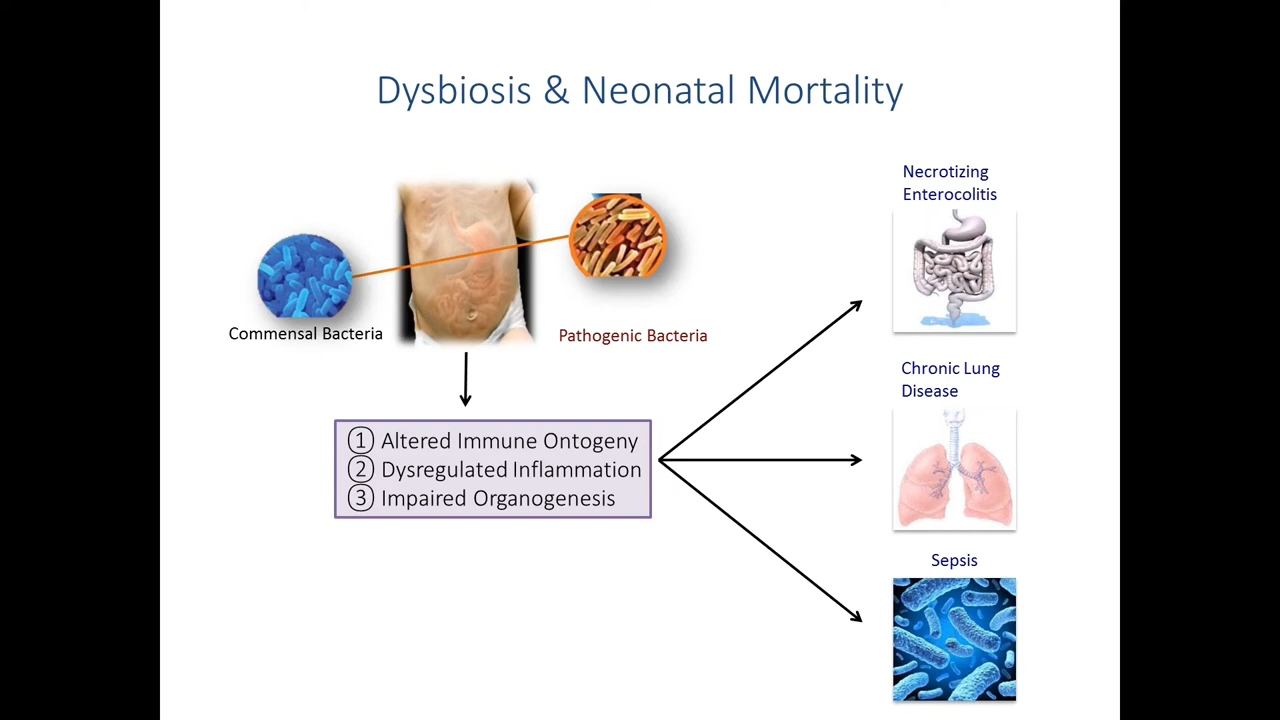 Dysbiosis & Neonatal Mortality
Commensal Bacteria
Pathogenic Bacteria
① Altered Immune Ontogeny
② Dysregulated Inflammation
③ Impaired Organogenesis
Necrotizing
Enterocolitis
Chronic Lung
Disease
Sepsis